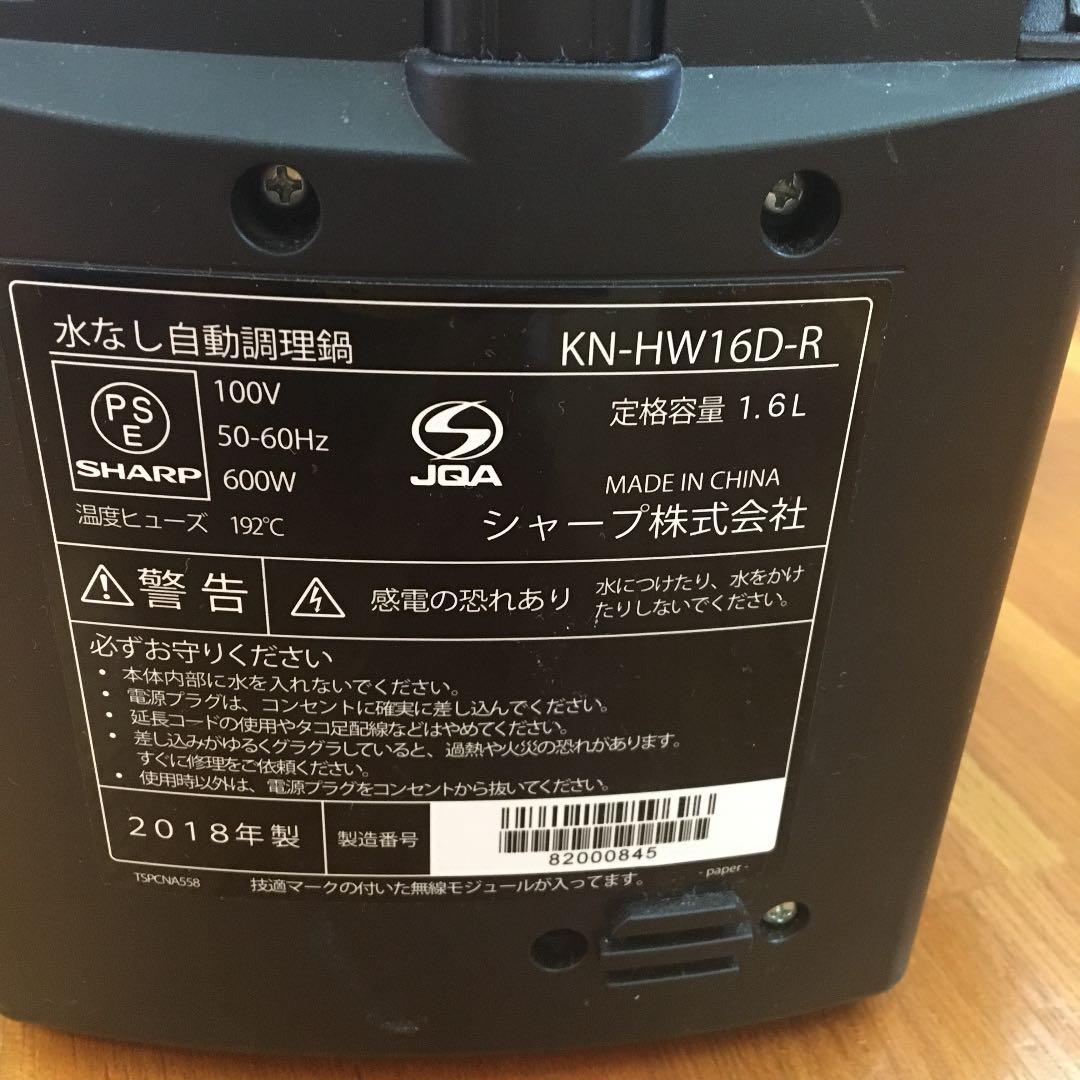 水なし自動調理鍋 KN-HW16D-R
PSE
SHARP
100V
50-60Hz
600W
JQA
定格容量 1.6L
MADE IN CHINA
シャープ株式会社
温度ヒューズ 192℃
警告
感電の恐れあり
水につけたり、水をかけ
たりしないでください。
必ずお守りください
• 本体内部に水を入れないでください。
• 電源プラグは、コンセントに確実に差し込んでください。
• 延長コードの使用やタコ足配線などはやめてください。
• 差し込みがゆるくグラグラしていると、過熱や火災の恐れがあります。
すぐに修理をご依頼ください。
• 使用時以外は、電源プラグをコンセントから抜いてください。
2018年製
製造番号
82000845
TSPCNA558
技適マークの付いた無線モジュールが入ってます。
- paper -